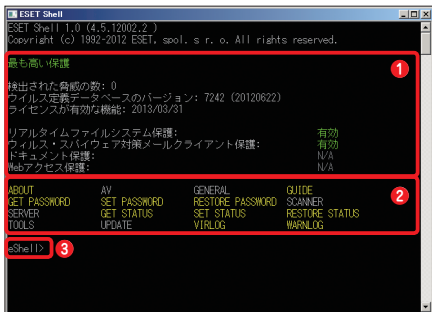 ESET Shell
ESET Shell 1.0 (4.5.12002.2 )
Copyright (c) 1992-2012 ESET, spol. s r. o. All rights reserved.
最も高い保護
1
検出された脅威の数: 0
ウイルス定義データベースのバージョン: 7242 (20120622)
ライセンスが有効な機能: 2013/03/31
リアルタイムファイルシステム保護: 有効
ウィルス・スパイウェア対策メールクライアント保護: 有効
ドキュメント保護: N/A
Webアクセス保護: N/A
ABOUT AV GENERAL GUIDE
2
GET PASSWORD SET PASSWORD RESTORE PASSWORD SCANNER
SERVER GET STATUS SET STATUS RESTORE STATUS
TOOLS UPDATE VIRLOG WARNLOG
eShell> 3